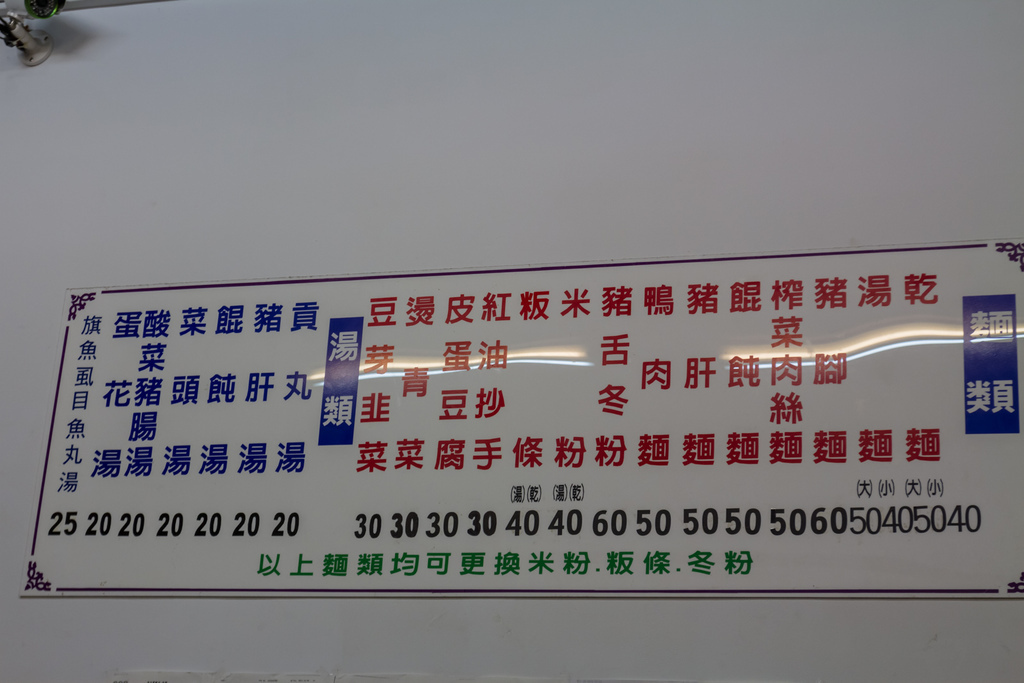 麵類
乾麵 (大)(小) 5040
湯麵 (大)(小) 5040
豬腳麵 60
榨菜肉絲麵 50
餛飩麵 50
豬肝麵 50
鴨肉麵 50
豬舌冬粉 60
米粉 (湯)(乾) 40
粄條 (湯)(乾) 40
紅油抄手 30
皮蛋豆腐 30
燙青菜 30
豆芽韭菜 30
湯類
貢丸湯 20
豬肝湯 20
餛飩湯 20
菜頭湯 20
酸菜豬腸湯 20
蛋花湯 20
旗魚虱目魚丸湯 25
以上麵類均可更換米粉.粄條.冬粉